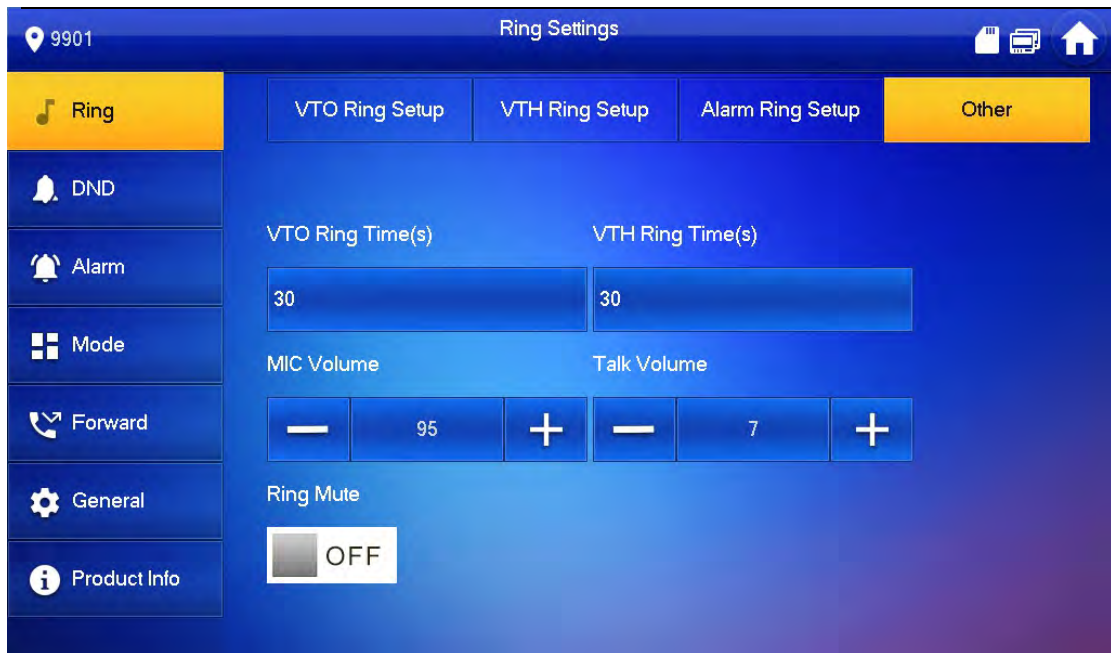 9901
Ring Settings
Ring
VTO Ring Setup
VTH Ring Setup
Alarm Ring Setup
Other
DND
Alarm
Mode
Forward
General
Product Info
VTO Ring Time(s)
VTH Ring Time(s)
30
30
MIC Volume
Talk Volume
95
7
Ring Mute
OFF